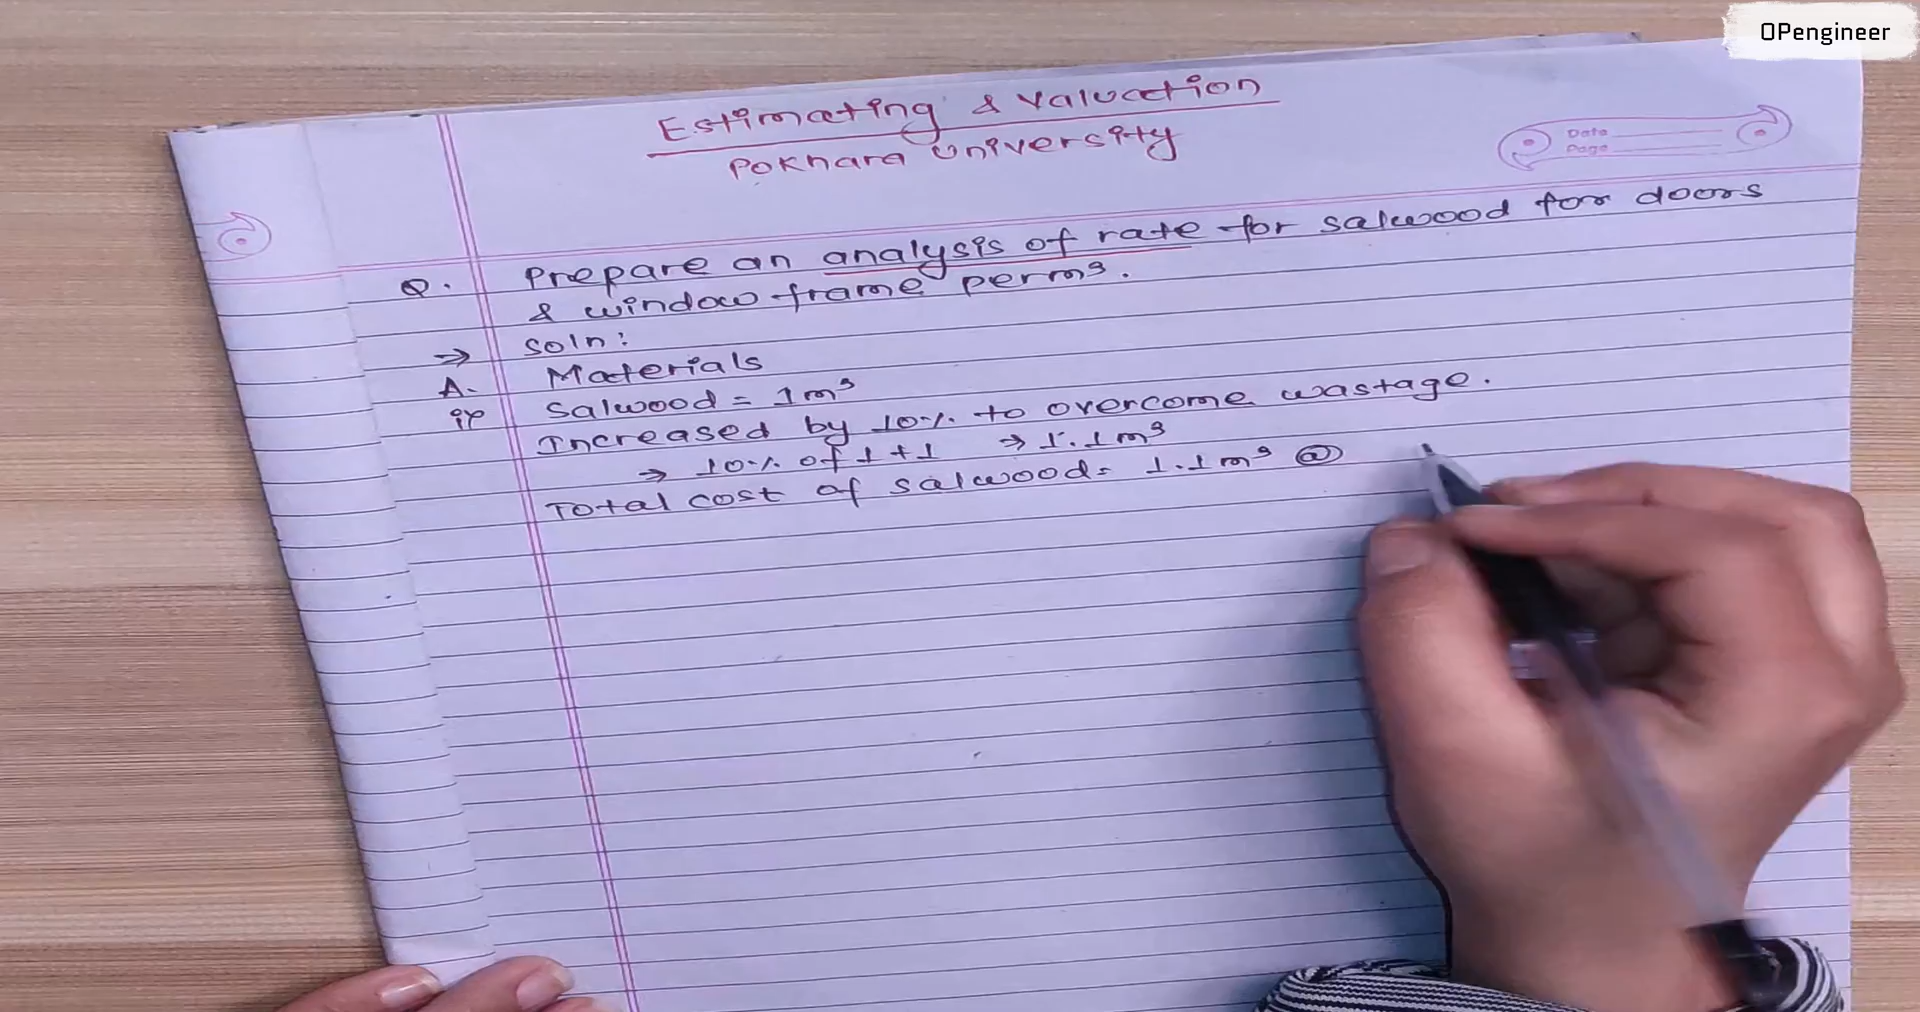 OPengineer
Estimating & Valuation
Pokhara University
Date
Page
Q. Prepare an analysis of rate for salwood for doors
& window frame per m³.
⇒ Soln:
A. Materials
i) Salwood = 1m³
Increased by 10% to overcome wastage.
⇒ 10% of 1 + 1 ⇒ 1.1m³
Total cost of salwood = 1.1m³ @